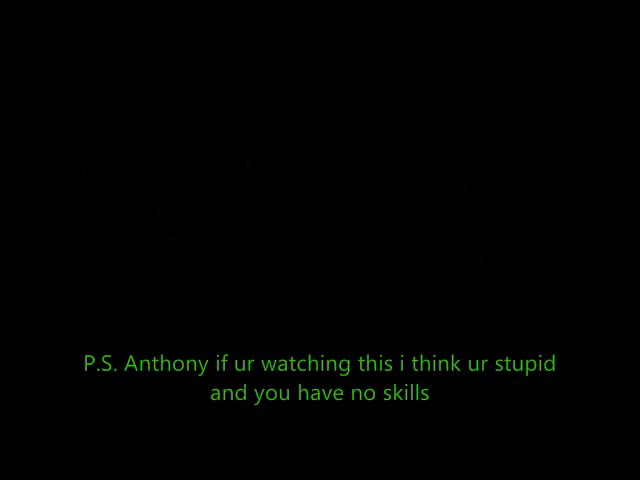 P.S. Anthony if ur watching this i think ur stupid
and you have no skills